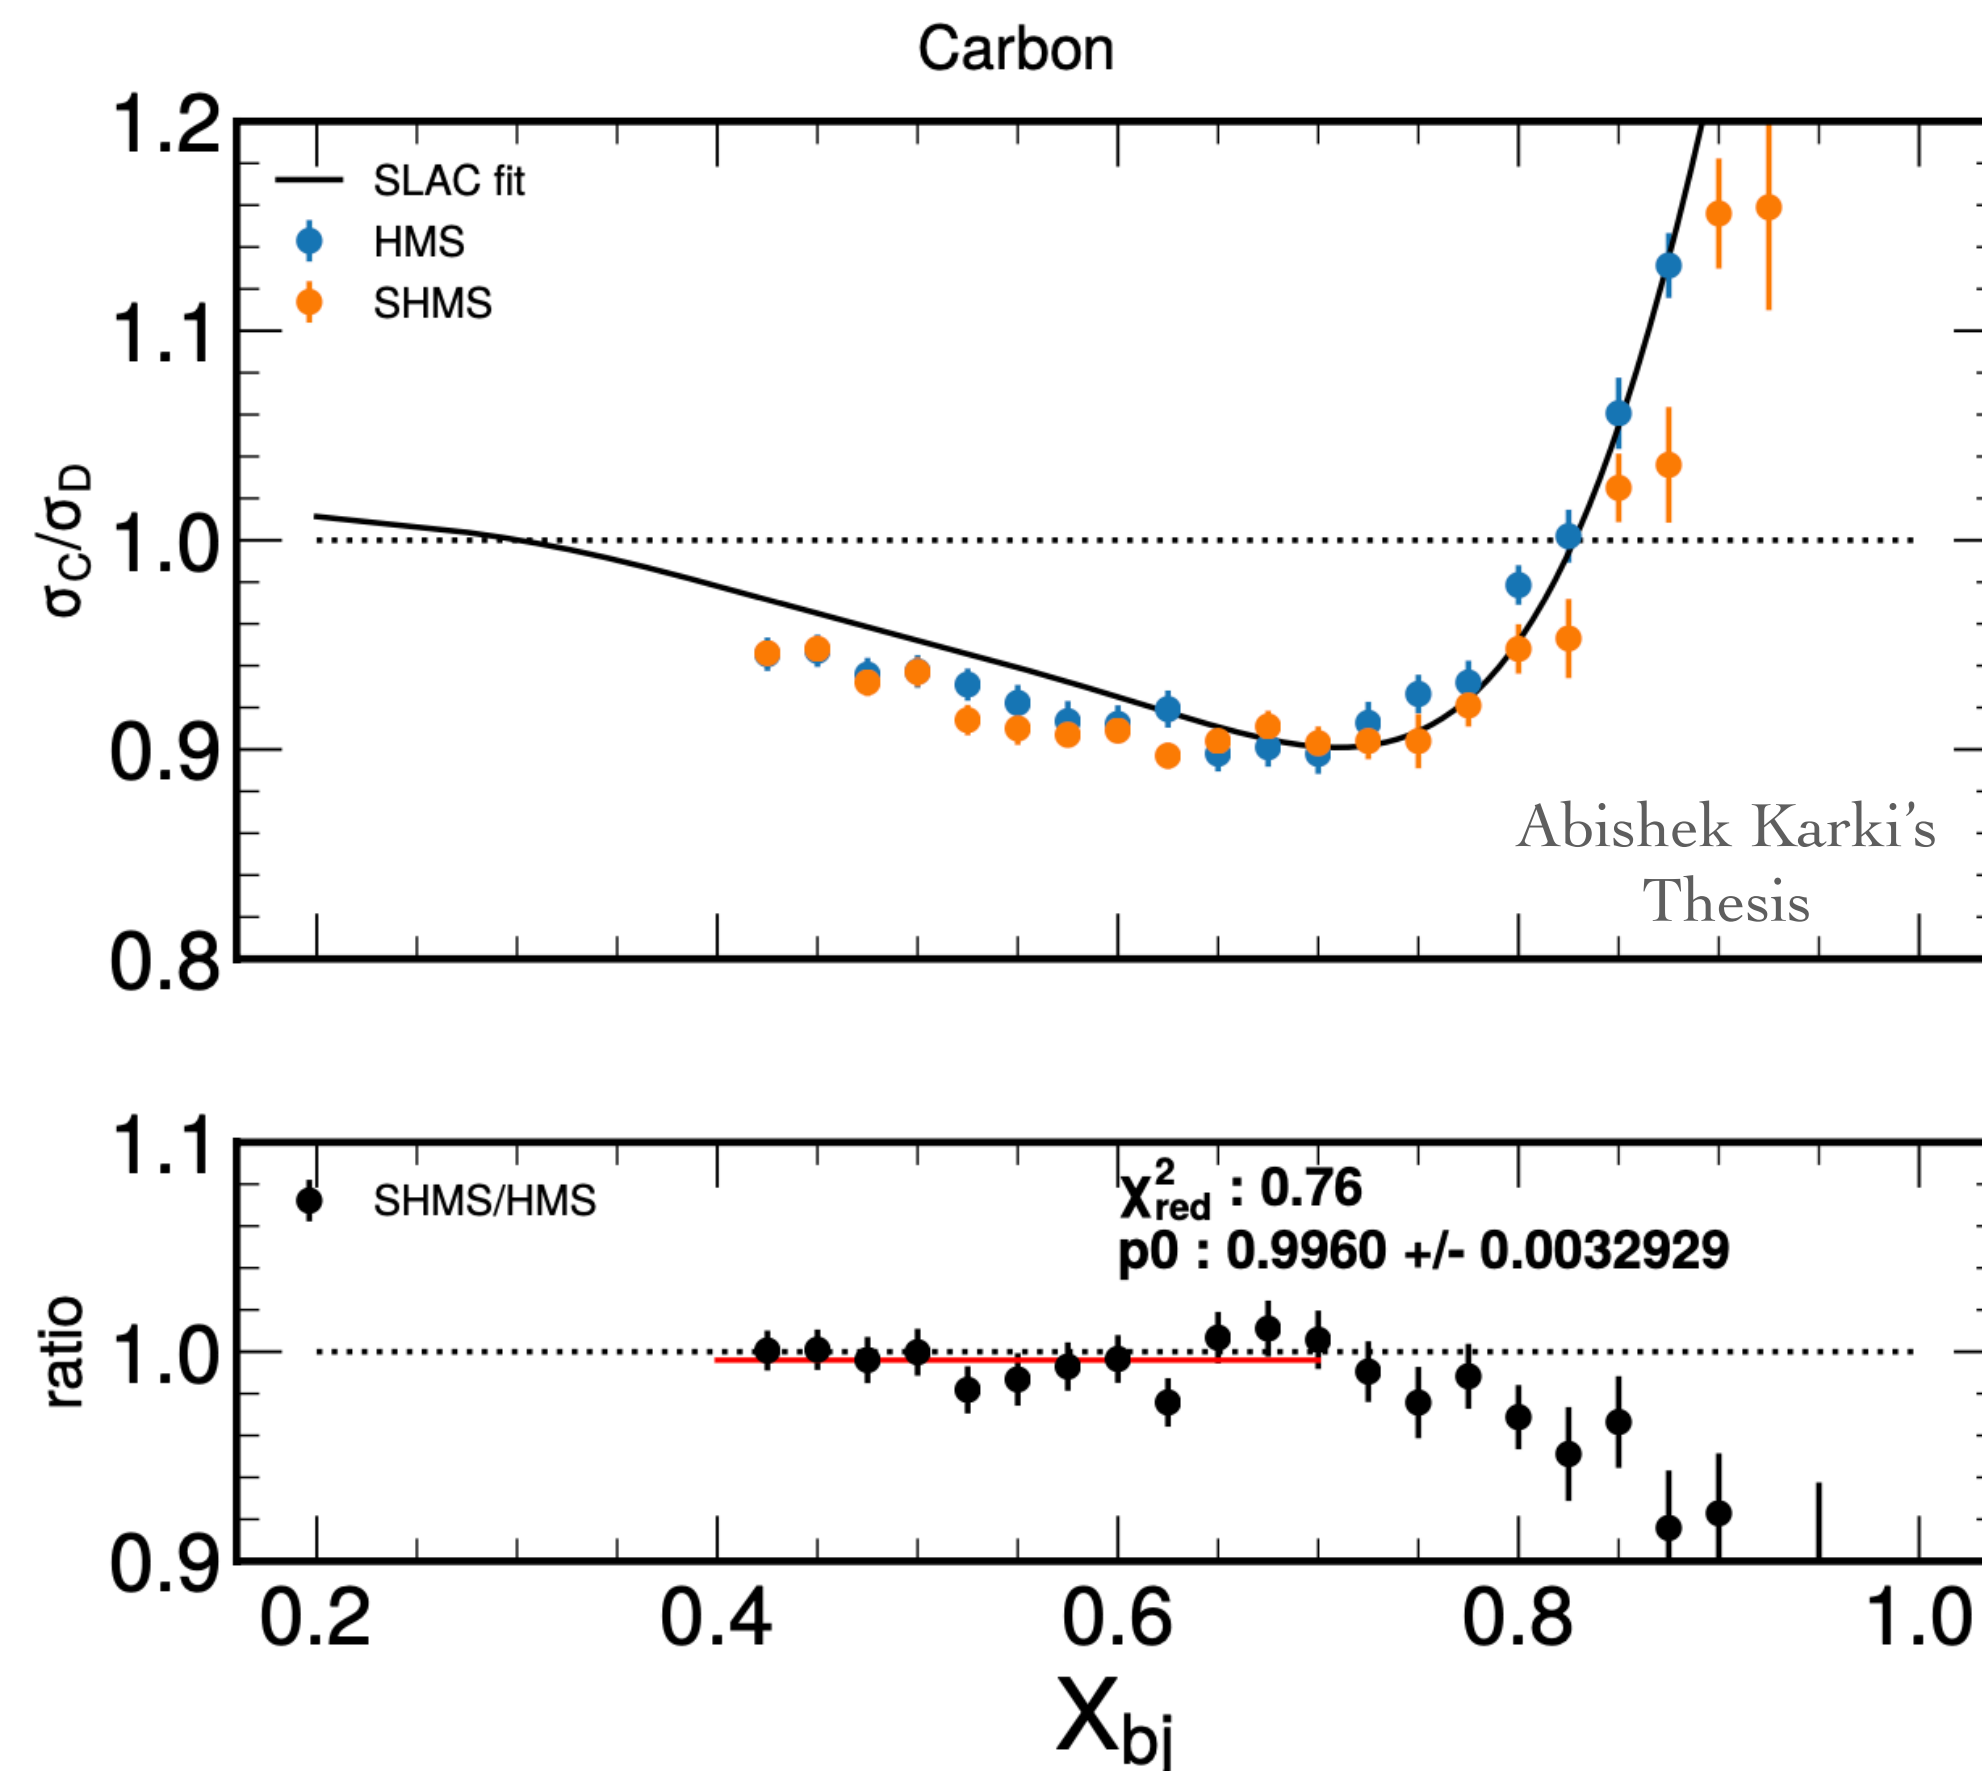 Carbon
1.2
SLAC fit
HMS
SHMS
1.1
1.0
0.9
0.8
σC/σD
Abishek Karki's
Thesis
1.1
SHMS/HMS
χ²red : 0.76
p0 : 0.9960 +/- 0.0032929
1.0
ratio
0.9
0.2 0.4 0.6 0.8 1.0
Xbj